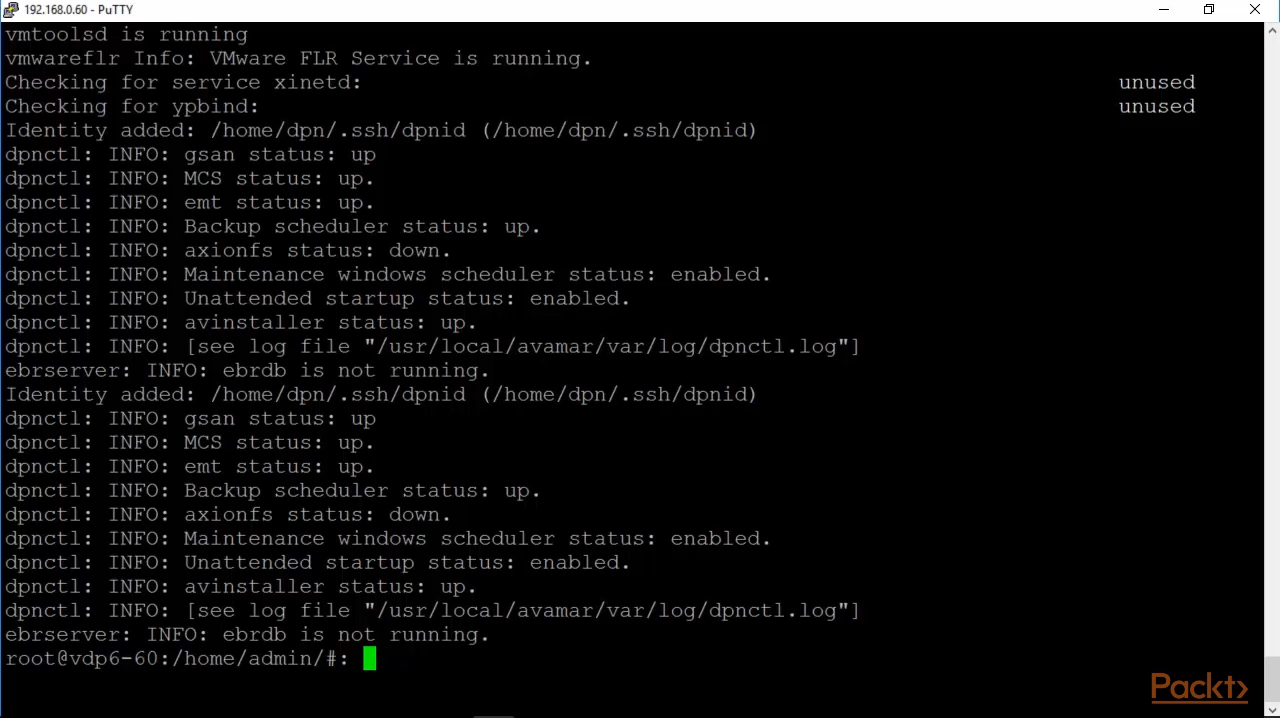 192.168.0.60 - PuTTY
vmtoolsd is running
vmwareflr Info: VMware FLR Service is running.
Checking for service xinetd: unused
Checking for ypbind: unused
Identity added: /home/dpn/.ssh/dpnid (/home/dpn/.ssh/dpnid)
dpnctl: INFO: gsan status: up
dpnctl: INFO: MCS status: up.
dpnctl: INFO: emt status: up.
dpnctl: INFO: Backup scheduler status: up.
dpnctl: INFO: axionfs status: down.
dpnctl: INFO: Maintenance windows scheduler status: enabled.
dpnctl: INFO: Unattended startup status: enabled.
dpnctl: INFO: avinstaller status: up.
dpnctl: INFO: [see log file "/usr/local/avamar/var/log/dpnctl.log"]
ebrserver: INFO: ebrdb is not running.
Identity added: /home/dpn/.ssh/dpnid (/home/dpn/.ssh/dpnid)
dpnctl: INFO: gsan status: up
dpnctl: INFO: MCS status: up.
dpnctl: INFO: emt status: up.
dpnctl: INFO: Backup scheduler status: up.
dpnctl: INFO: axionfs status: down.
dpnctl: INFO: Maintenance windows scheduler status: enabled.
dpnctl: INFO: Unattended startup status: enabled.
dpnctl: INFO: avinstaller status: up.
dpnctl: INFO: [see log file "/usr/local/avamar/var/log/dpnctl.log"]
ebrserver: INFO: ebrdb is not running.
root@vdp6-60:/home/admin/#:
Packt>